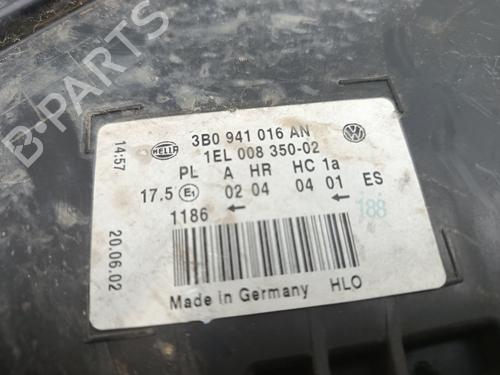 14:57
HELLA
3B0 941 016 AN
1EL 008 350-02
PL A HR HC 1a
17.5 E1 02 04 04 01 ES
1186 ← ← 188
20.06.02
Made in Germany HLO
B-PARTS